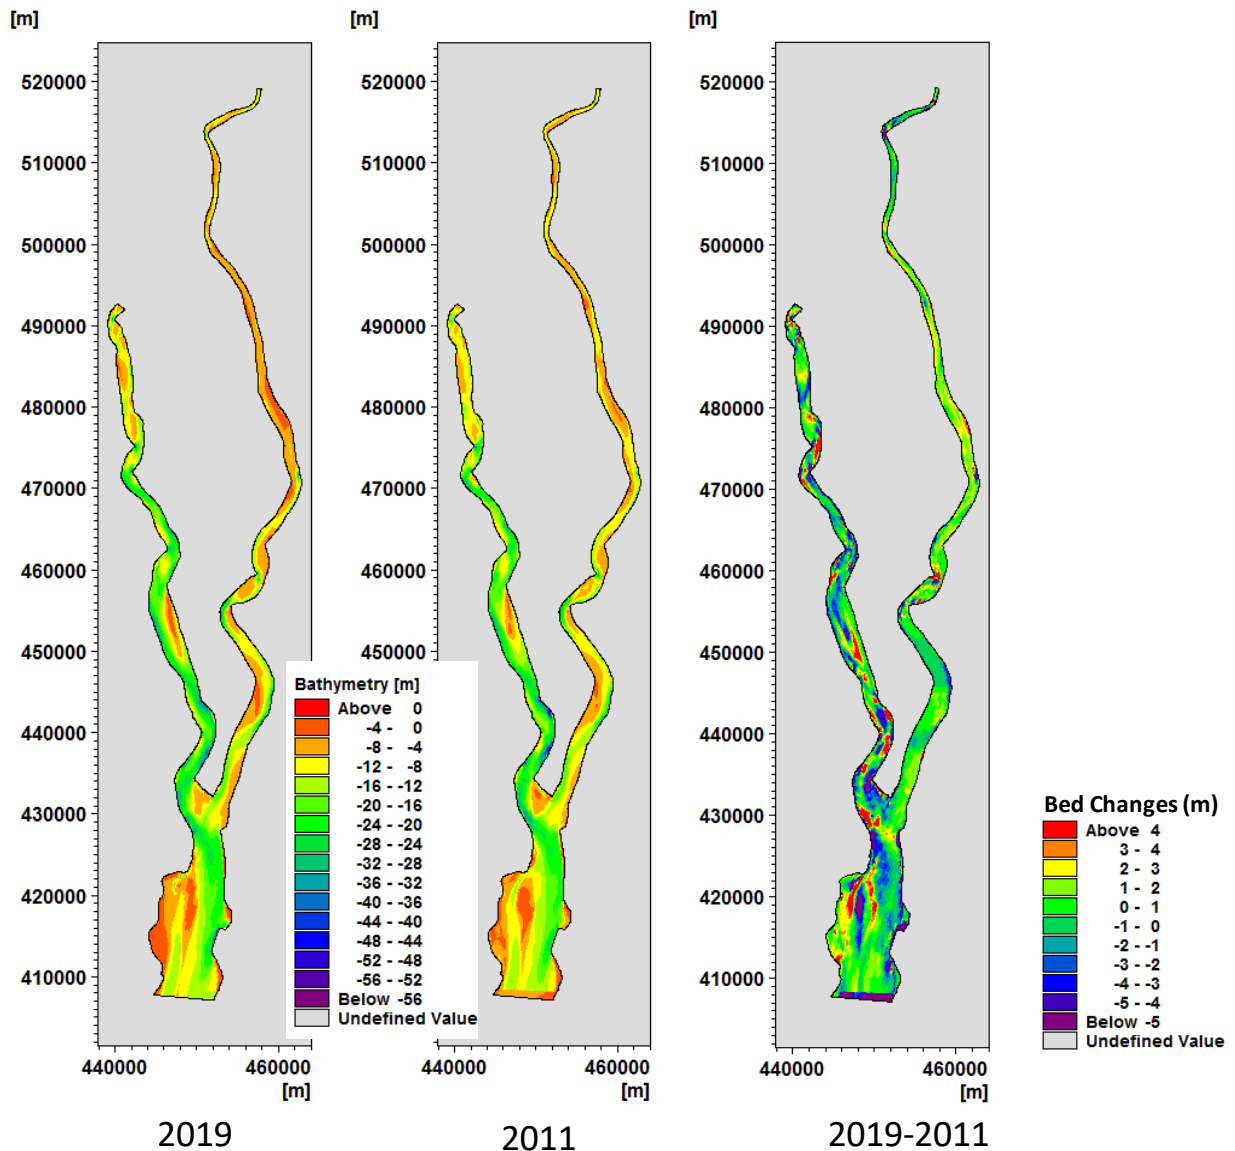 [m]
[m]
[m]
520000
510000
500000
490000
480000
470000
460000
450000
440000
430000
420000
410000
440000
460000
[m]
520000
510000
500000
490000
480000
470000
460000
450000
440000
430000
420000
410000
440000
460000
[m]
520000
510000
500000
490000
480000
470000
460000
450000
440000
430000
420000
410000
440000
460000
[m]
Bathymetry [m]
Above 0
-4 - 0
-8 - -4
-12 - -8
-16 - -12
-20 - -16
-24 - -20
-28 - -24
-32 - -28
-36 - -32
-40 - -36
-44 - -40
-48 - -44
-52 - -48
-56 - -52
Below -56
Undefined Value
Bed Changes (m)
Above 4
3 - 4
2 - 3
1 - 2
0 - 1
-1 - 0
-2 - -1
-3 - -2
-4 - -3
-5 - -4
Below -5
Undefined Value
2019
2011
2019-2011